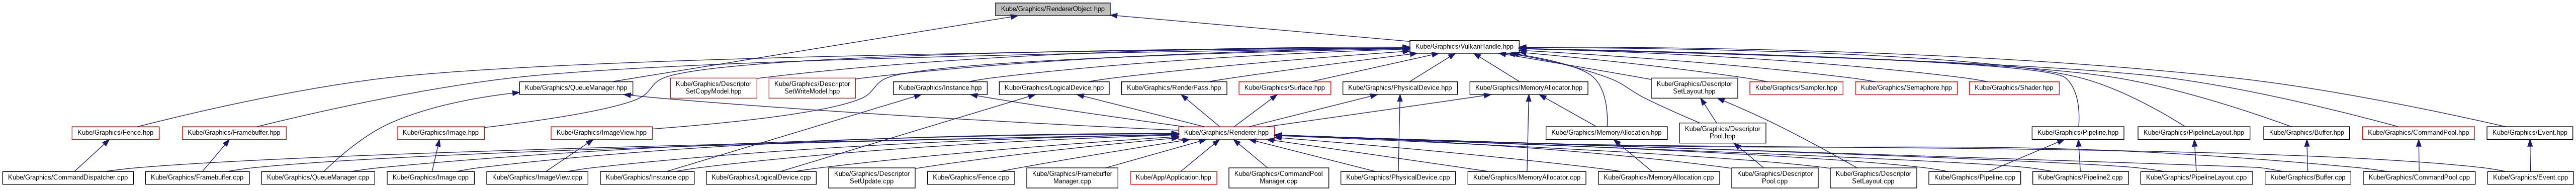 Kube/Graphics/RendererObject.hpp
Kube/Graphics/VulkanHandle.hpp
Kube/Graphics/QueueManager.hpp
Kube/Graphics/Descriptor
SetCopyModel.hpp
Kube/Graphics/Descriptor
SetWriteModel.hpp
Kube/Graphics/Instance.hpp
Kube/Graphics/LogicalDevice.hpp
Kube/Graphics/RenderPass.hpp
Kube/Graphics/Surface.hpp
Kube/Graphics/PhysicalDevice.hpp
Kube/Graphics/MemoryAllocator.hpp
Kube/Graphics/Descriptor
SetLayout.hpp
Kube/Graphics/Sampler.hpp
Kube/Graphics/Semaphore.hpp
Kube/Graphics/Shader.hpp
Kube/Graphics/Fence.hpp
Kube/Graphics/Framebuffer.hpp
Kube/Graphics/Image.hpp
Kube/Graphics/ImageView.hpp
Kube/Graphics/Renderer.hpp
Kube/Graphics/MemoryAllocation.hpp
Kube/Graphics/Descriptor
Pool.hpp
Kube/Graphics/Pipeline.hpp
Kube/Graphics/PipelineLayout.hpp
Kube/Graphics/Buffer.hpp
Kube/Graphics/CommandPool.hpp
Kube/Graphics/Event.hpp
Kube/Graphics/CommandDispatcher.cpp
Kube/Graphics/Framebuffer.cpp
Kube/Graphics/QueueManager.cpp
Kube/Graphics/Image.cpp
Kube/Graphics/ImageView.cpp
Kube/Graphics/Instance.cpp
Kube/Graphics/LogicalDevice.cpp
Kube/Graphics/Descriptor
SetUpdate.cpp
Kube/Graphics/Fence.cpp
Kube/Graphics/Framebuffer
Manager.cpp
Kube/App/Application.hpp
Kube/Graphics/CommandPool
Manager.cpp
Kube/Graphics/PhysicalDevice.cpp
Kube/Graphics/MemoryAllocator.cpp
Kube/Graphics/MemoryAllocation.cpp
Kube/Graphics/Descriptor
Pool.cpp
Kube/Graphics/Descriptor
SetLayout.cpp
Kube/Graphics/Pipeline.cpp
Kube/Graphics/Pipeline2.cpp
Kube/Graphics/PipelineLayout.cpp
Kube/Graphics/Buffer.cpp
Kube/Graphics/CommandPool.cpp
Kube/Graphics/Event.cpp